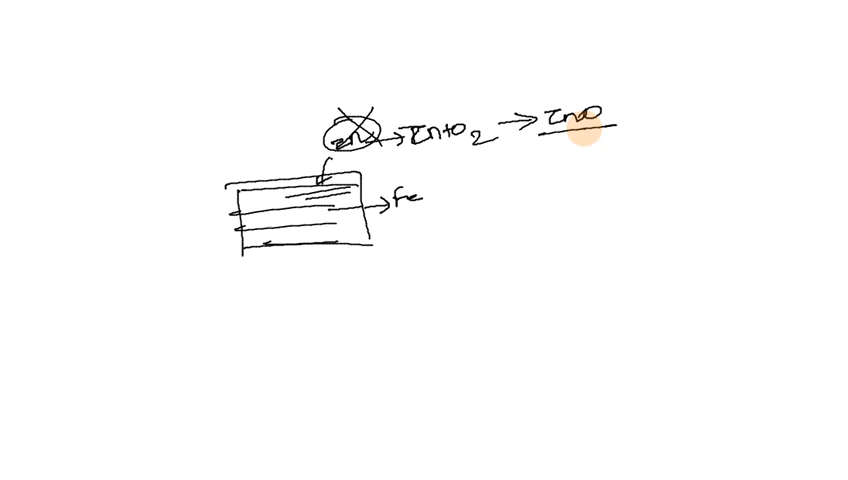 Zn → Zn+O2 → ZnO
→ Fe